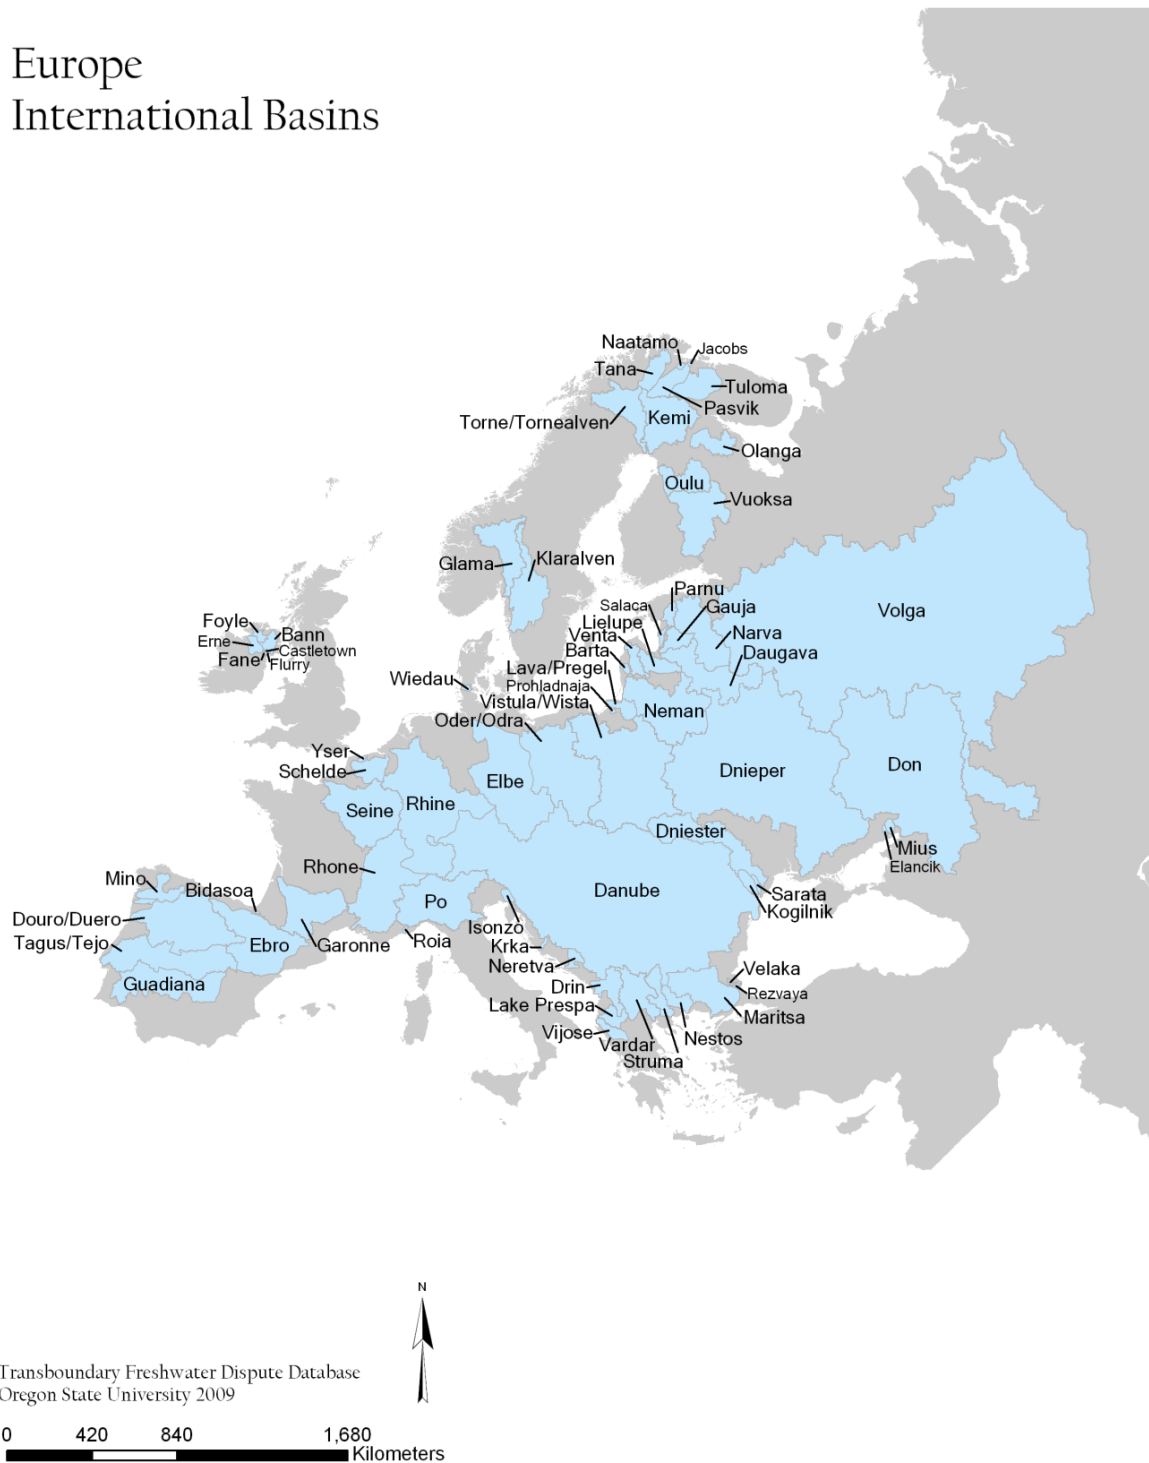 Europe
International Basins
Naatamo
Jacobs
Tana
Tuloma
Pasvik
Torne/Tornealven
Kemi
Olanga
Oulu
Vuoksa
Glama
Klaralven
Parnu
Salaca
Gauja
Volga
Foyle
Lielupe
Erne
Bann
Venta
Narva
Castletown
Barta
Daugava
Fane
Flurry
Lava/Pregel
Wiedau
Prohladnaja
Vistula/Wista
Neman
Oder/Odra
Yser
Schelde
Elbe
Dnieper
Don
Seine
Rhine
Dniester
Mius
Rhone
Elancik
Mino
Bidasoa
Danube
Sarata
Po
Kogilnik
Douro/Duero
Isonzo
Tagus/Tejo
Ebro
Garonne
Roia
Krka
Neretva
Velaka
Guadiana
Drin
Rezvaya
Lake Prespa
Maritsa
Vijose
Vardar
Nestos
Struma
N
Transboundary Freshwater Dispute Database
Oregon State University 2009
0 420 840 1,680
Kilometers